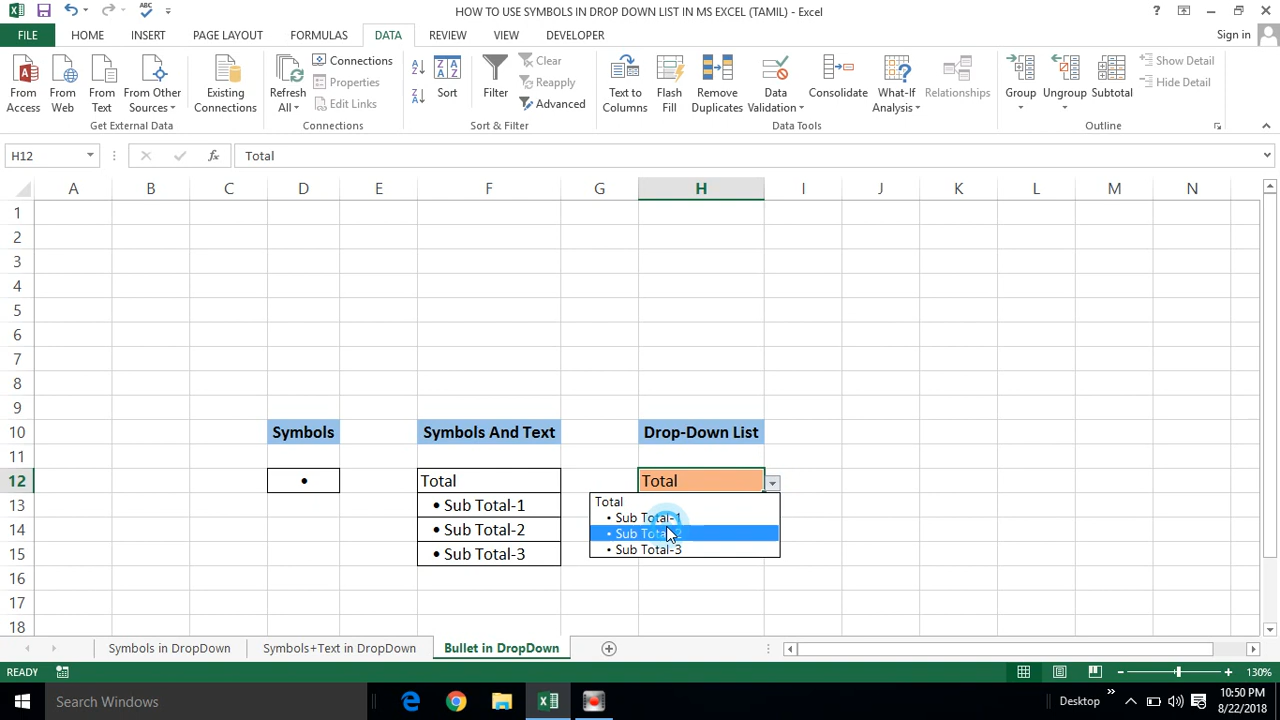 ABC
HOW TO USE SYMBOLS IN DROP DOWN LIST IN MS EXCEL (TAMIL) - Excel
?
FILE HOME INSERT PAGE LAYOUT FORMULAS DATA REVIEW VIEW DEVELOPER Sign in
From Access
From Web
From Text
From Other Sources
Existing Connections
Get External Data
Refresh All
Connections
Properties
Edit Links
Connections
Sort
Filter
Clear
Reapply
Advanced
Sort & Filter
Text to Columns
Flash Fill
Remove Duplicates
Data Validation
Consolidate
What-If Analysis
Relationships
Data Tools
Group
Ungroup
Subtotal
Show Detail
Hide Detail
Outline
H12 fx Total
A B C D E F G H I J K L M N
1
2
3
4
5
6
7
8
9
10 Symbols Symbols And Text Drop-Down List
11
12 • Total Total
13 • Sub Total-1
14 • Sub Total-2
15 • Sub Total-3
16
17
18
Total
• Sub Total-1
• Sub Total-2
• Sub Total-3
Symbols in DropDown Symbols+Text in DropDown Bullet in DropDown
READY 130%
Search Windows Desktop 10:50 PM
8/22/2018